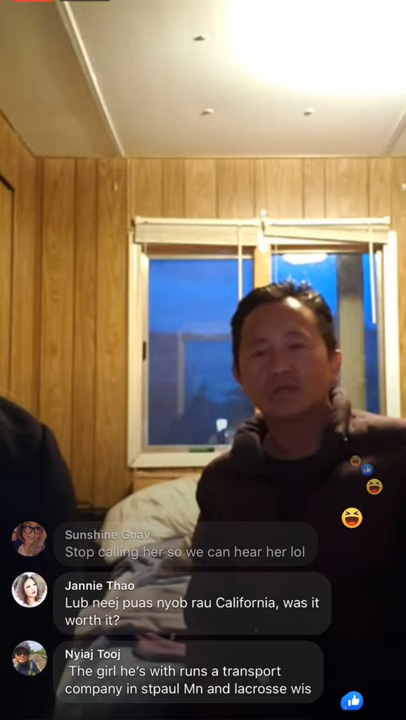 Sunshine Gnav
Stop calling her so we can hear her lol
Jannie Thao
Lub neej puas nyob rau California, was it
worth it?
Nyiaj Tooj
The girl he's with runs a transport
company in stpaul Mn and lacrosse wis